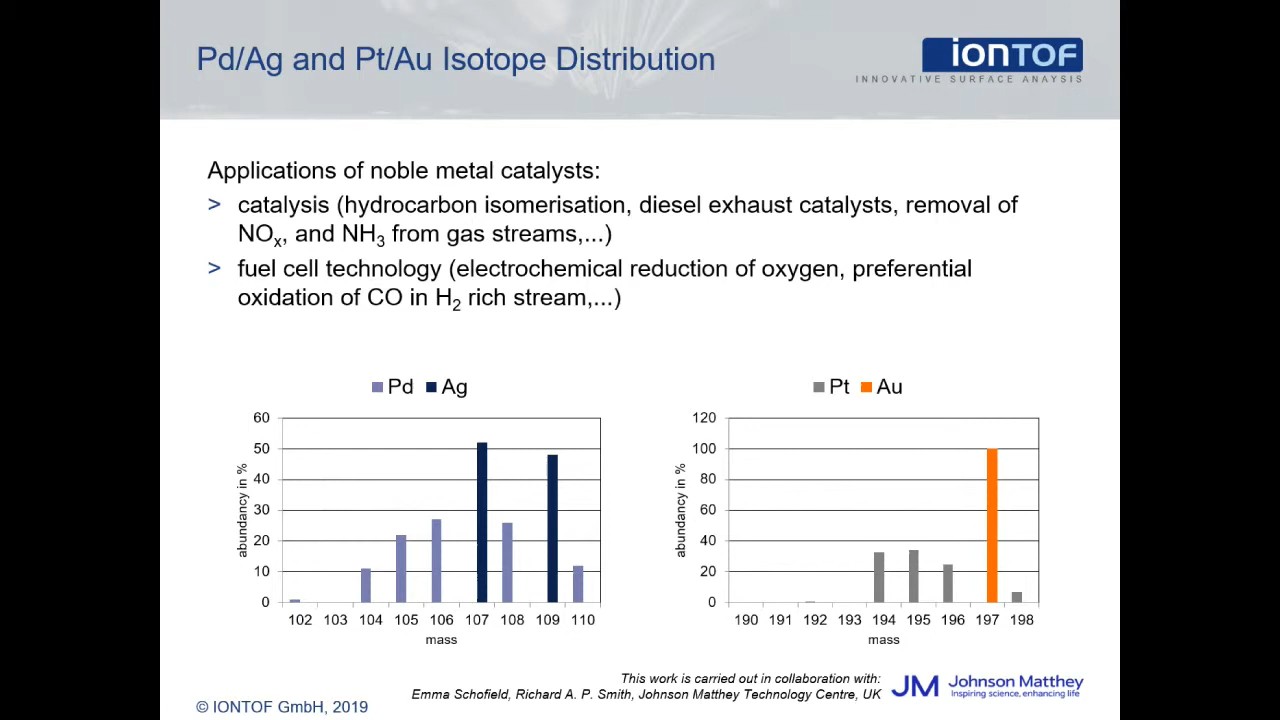 Pd/Ag and Pt/Au Isotope Distribution
ionTOF
INNOVATIVE SURFACE ANAYSIS
Applications of noble metal catalysts:
> catalysis (hydrocarbon isomerisation, diesel exhaust catalysts, removal of
NOx, and NH3 from gas streams,...)
> fuel cell technology (electrochemical reduction of oxygen, preferential
oxidation of CO in H2 rich stream,...)
Pd Ag
60
50
40
30
20
10
0
abundancy in %
102 103 104 105 106 107 108 109 110
mass
Pt Au
120
100
80
60
40
20
0
abundancy in %
190 191 192 193 194 195 196 197 198
mass
This work is carried out in collaboration with:
Emma Schofield, Richard A. P. Smith, Johnson Matthey Technology Centre, UK
JM Johnson Matthey
Inspiring science, enhancing life
© IONTOF GmbH, 2019